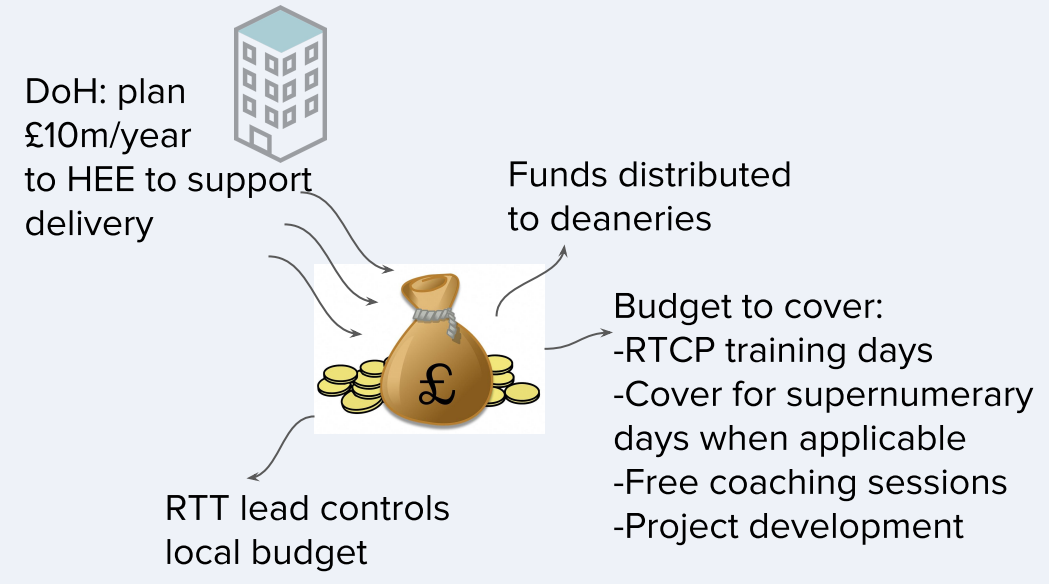 DoH: plan
£10m/year
to HEE to support
delivery
Funds distributed
to deaneries
Budget to cover:
-RTCP training days
-Cover for supernumerary
days when applicable
-Free coaching sessions
-Project development
£
RTT lead controls
local budget